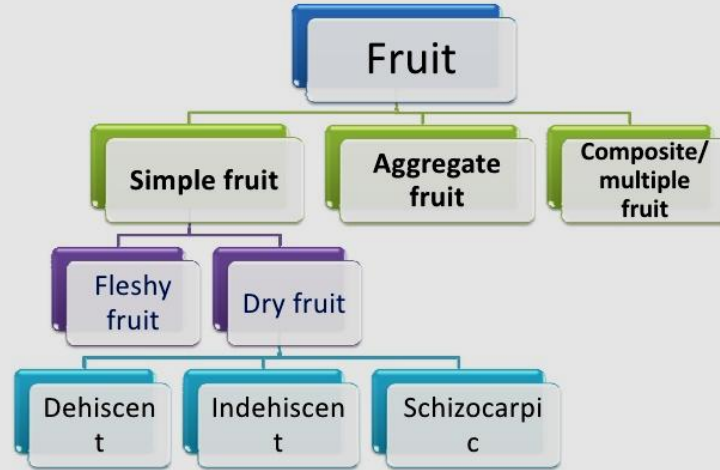 Fruit
Simple fruit
Aggregate
fruit
Composite/
multiple
fruit
Fleshy
fruit
Dry fruit
Dehiscen
t
Indehiscen
t
Schizocarpi
c